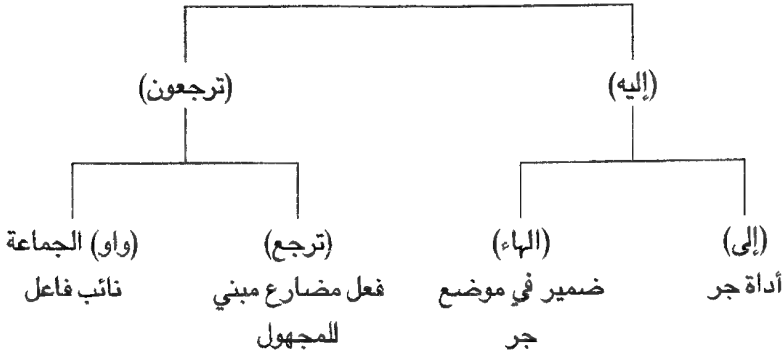 (إليه) (ترجعون)
(إلى) (الهاء) (ترجع) (واو) الجماعة
أداة جر ضمير في موضع فعل مضارع مبني نائب فاعل
جر للمجهول